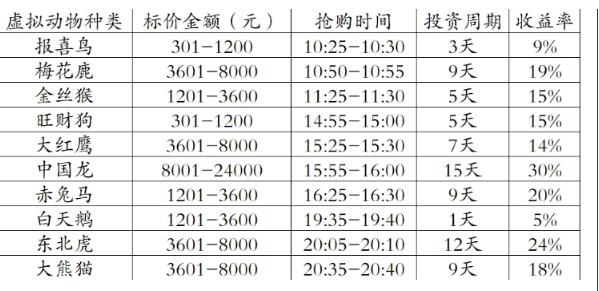 虚拟动物种类 标价金额（元） 抢购时间 投资周期 收益率
报喜鸟 301-1200 10:25-10:30 3天 9%
梅花鹿 3601-8000 10:50-10:55 9天 19%
金丝猴 1201-3600 11:25-11:30 5天 15%
旺财狗 301-1200 14:55-15:00 5天 15%
大红鹰 3601-8000 15:25-15:30 7天 14%
中国龙 8001-24000 15:55-16:00 15天 30%
赤兔马 1201-3600 16:25-16:30 9天 20%
白天鹅 1201-3600 19:35-19:40 1天 5%
东北虎 3601-8000 20:05-20:10 12天 24%
大熊猫 3601-8000 20:35-20:40 9天 18%